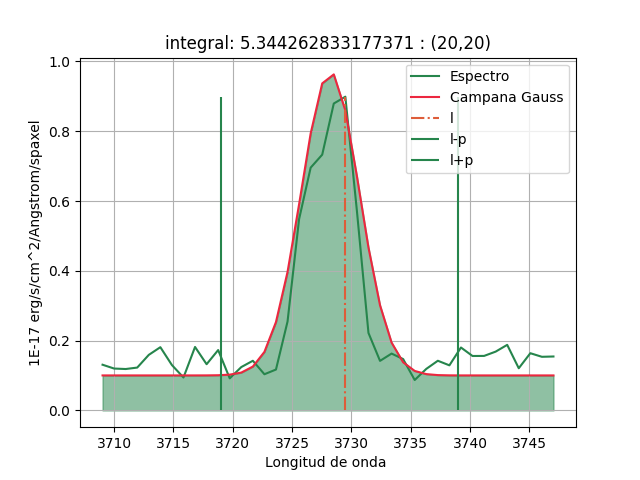 integral: 5.344262833177371 : (20,20)
1E-17 erg/s/cm^2/Angstrom/spaxel
1.0
0.8
0.6
0.4
0.2
0.0
Espectro
Campana Gauss
l
l-p
l+p
3710 3715 3720 3725 3730 3735 3740 3745
Longitud de onda